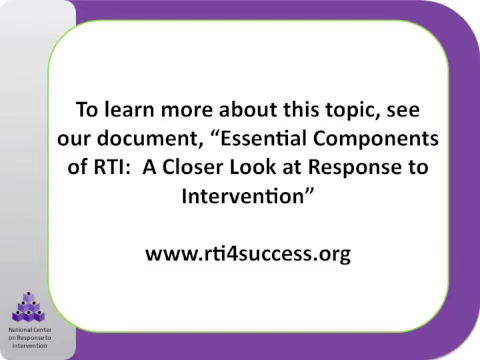 To learn more about this topic, see
our document, “Essential Components
of RTI:  A Closer Look at Response to
Intervention”
www.rti4success.org
National Center
on Response to
Intervention